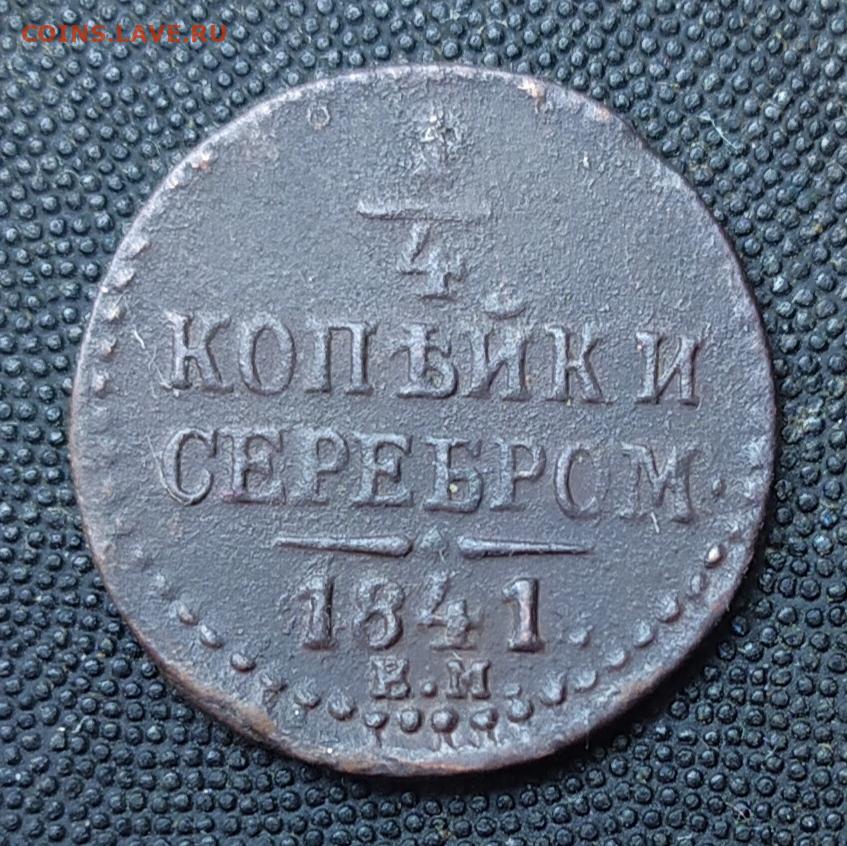 COINS.LAVE.RU
1
4
КОПѢЙКИ
СЕРЕБРОМ.
1841.
Е.М.